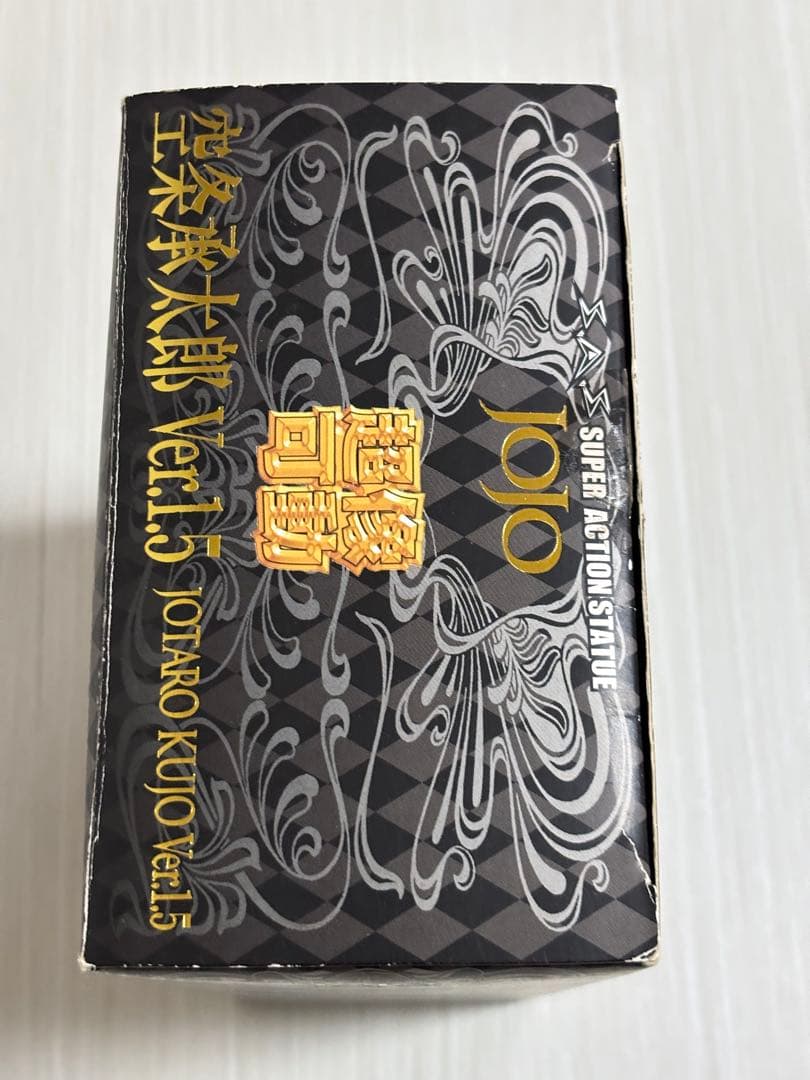 S.A.S SUPER ACTION STATUE
JOJO
超像
可動
空条承太郎 Ver.1.5 JOTARO KUJO Ver.1.5